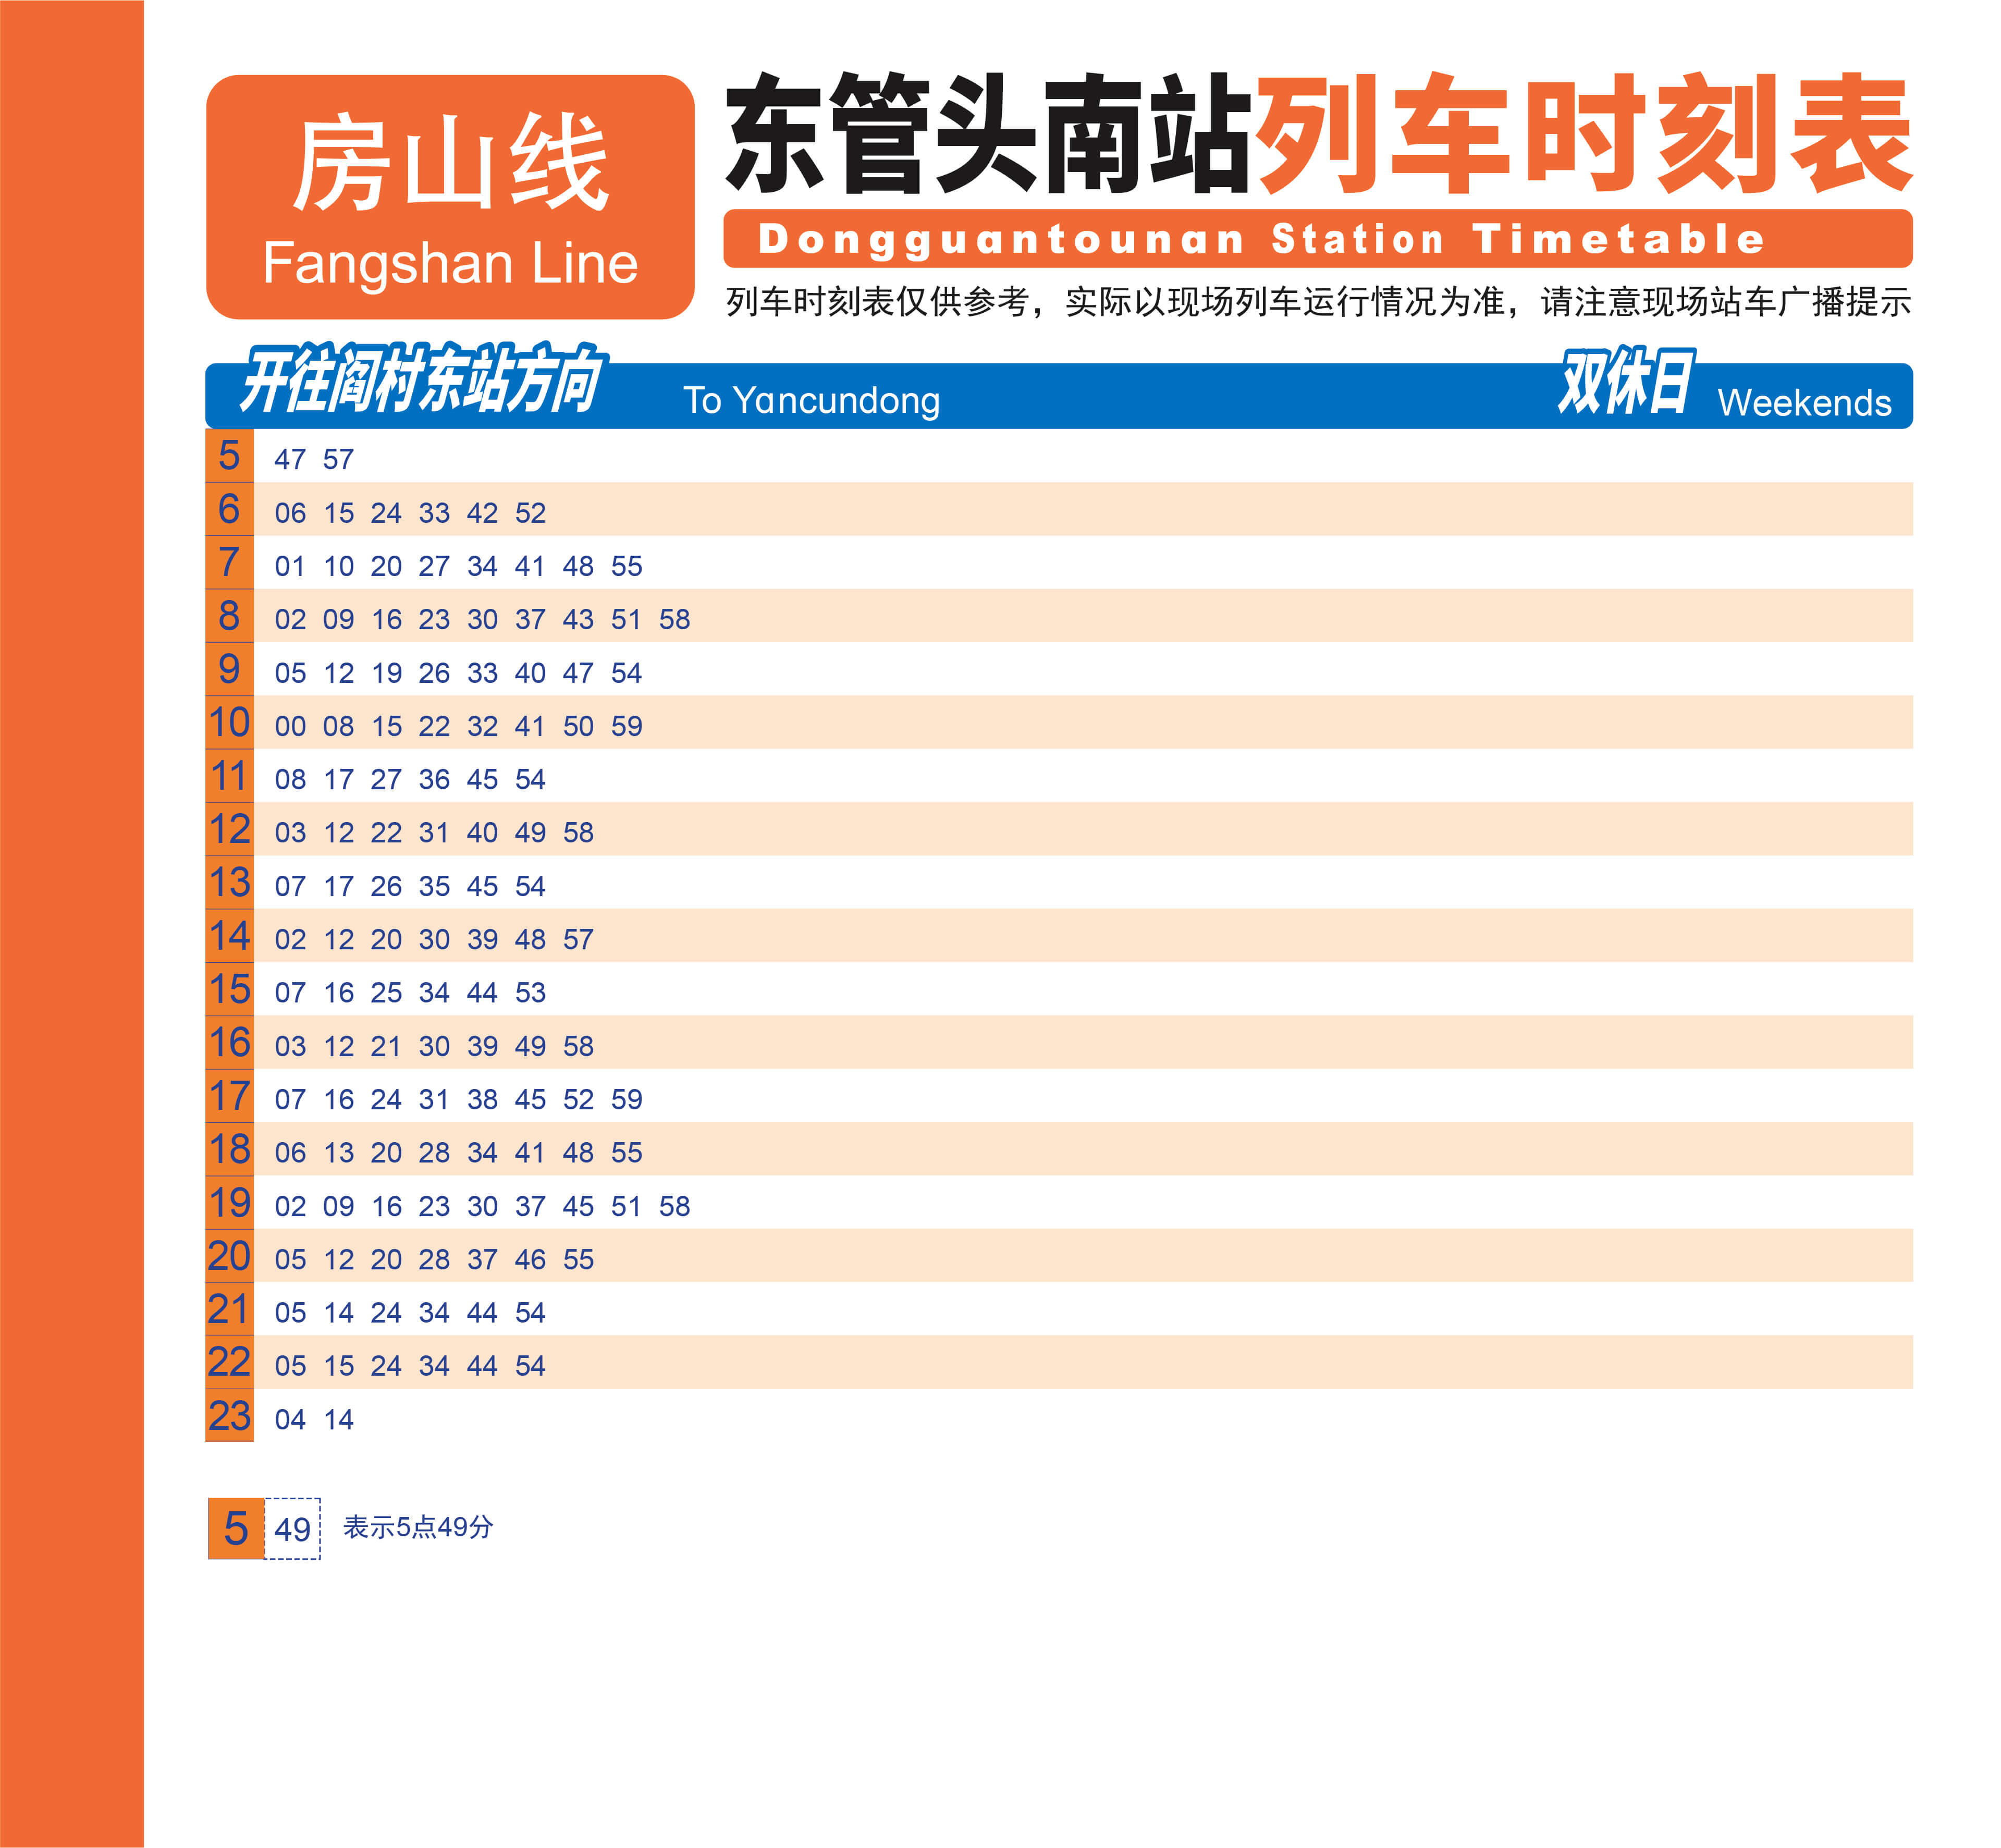 房山线
Fangshan Line
东管头南站列车时刻表
Dongguantounan Station Timetable
列车时刻表仅供参考，实际以现场列车运行情况为准，请注意现场站车广播提示
开往阎村东站方向 To Yancundong 双休日 Weekends
5 47 57
6 06 15 24 33 42 52
7 01 10 20 27 34 41 48 55
8 02 09 16 23 30 37 43 51 58
9 05 12 19 26 33 40 47 54
10 00 08 15 22 32 41 50 59
11 08 17 27 36 45 54
12 03 12 22 31 40 49 58
13 07 17 26 35 45 54
14 02 12 20 30 39 48 57
15 07 16 25 34 44 53
16 03 12 21 30 39 49 58
17 07 16 24 31 38 45 52 59
18 06 13 20 28 34 41 48 55
19 02 09 16 23 30 37 45 51 58
20 05 12 20 28 37 46 55
21 05 14 24 34 44 54
22 05 15 24 34 44 54
23 04 14
5 49 表示5点49分